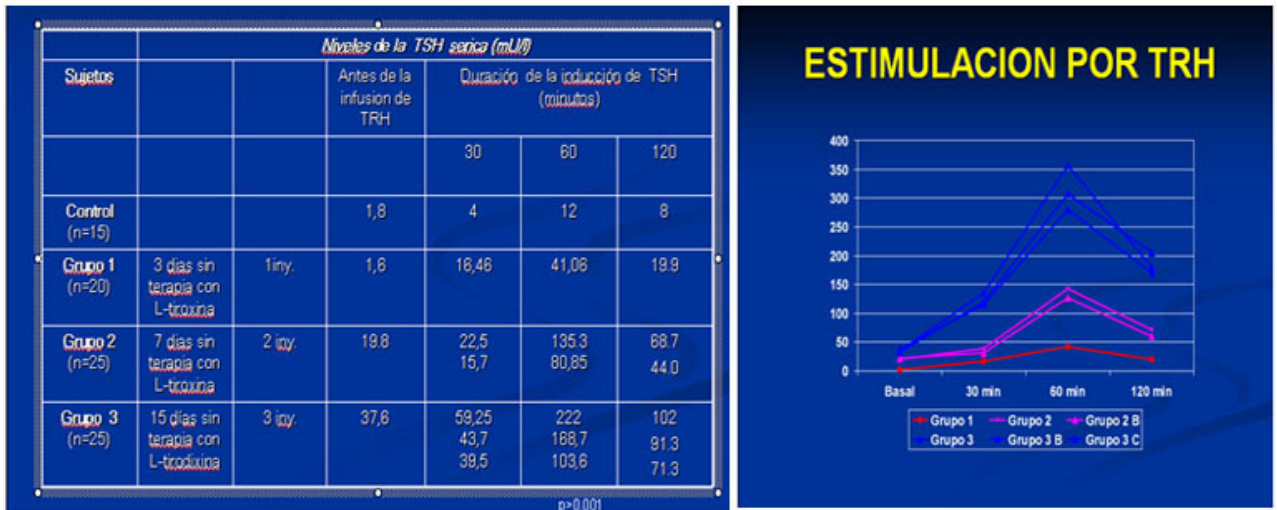 Niveles de la TSH serica (mU/l)
Sujetos
Antes de la
infusion de
TRH
Duración de la inducción de TSH
(minutos)
30 60 120
Control
(n=15)
1,8 4 12 8
Grupo 1
(n=20)
3 dias sin
terapia con
L-tiroxina
1iny.
1,6 16,46 41,06 19.9
Grupo 2
(n=25)
7 dias sin
terapia con
L-tiroxina
2 iny.
19.8 22,5 135.3 68.7
15,7 80,85 44.0
Grupo 3
(n=25)
15 días sin
terapia con
L-tirodixina
3 iny.
37,6 59,25 222 102
43,7 168,7 91.3
39,5 103,6 71.3
p>0.001
ESTIMULACION POR TRH
400
350
300
250
200
150
100
50
0
Basal 30 min 60 min 120 min
Grupo 1 Grupo 2 Grupo 2 B
Grupo 3 Grupo 3 B Grupo 3 C